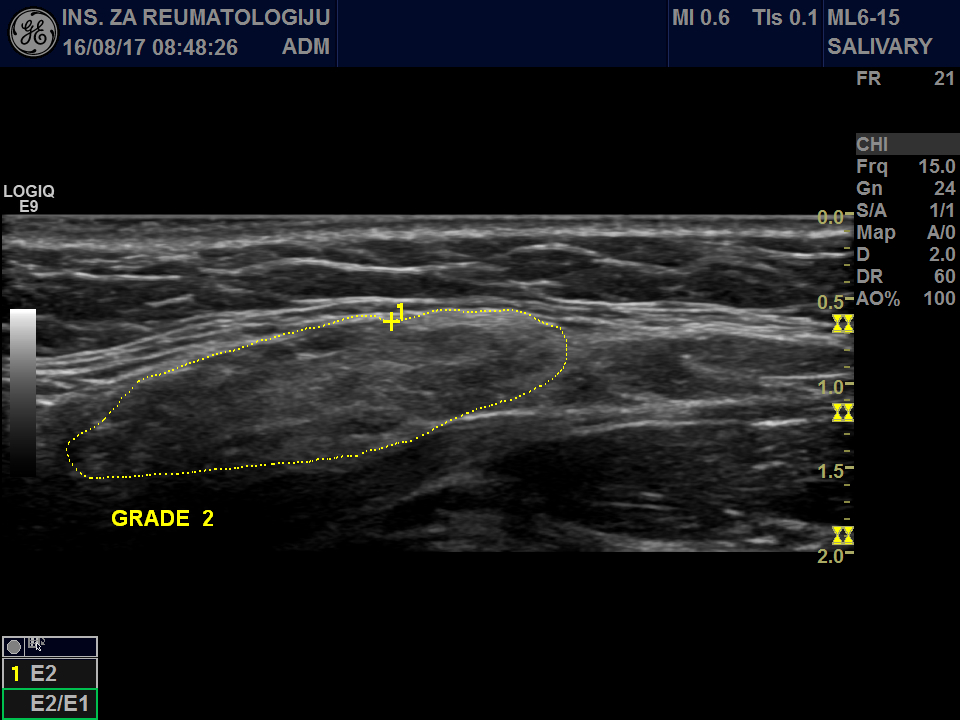 INS. ZA REUMATOLOGIJU
16/08/17 08:48:26 ADM
MI 0.6 TIs 0.1
ML6-15
SALIVARY
FR 21
CHI
Frq 15.0
Gn 24
S/A 1/1
Map A/0
D 2.0
DR 60
AO% 100
LOGIQ
E9
0.0
0.5
1.0
1.5
2.0
1
GRADE 2
1 E2
E2/E1